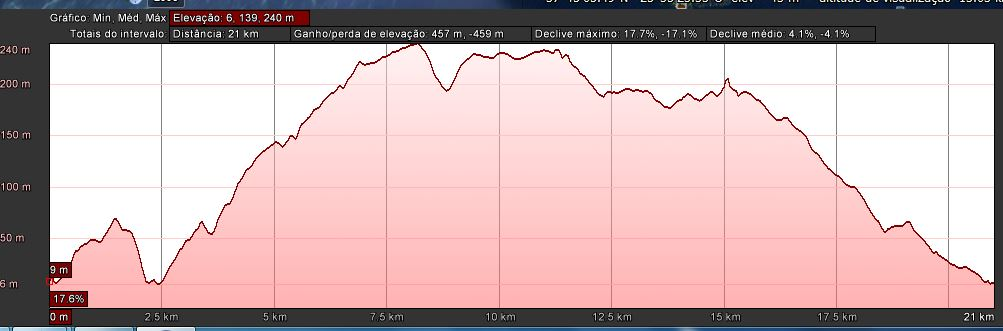 Gráfico: Mín, Méd, Máx Elevação: 6, 139, 240 m
Totais do intervalo: Distância: 21 km Ganho/perda de elevação: 457 m, -459 m Declive máximo: 17.7%, -17.1% Declive médio: 4.1%, -4.1%
240 m
200 m
150 m
100 m
50 m
9 m
6 m
17.6%
0 m 2.5 km 5 km 7.5 km 10 km 12.5 km 15 km 17.5 km 21 km